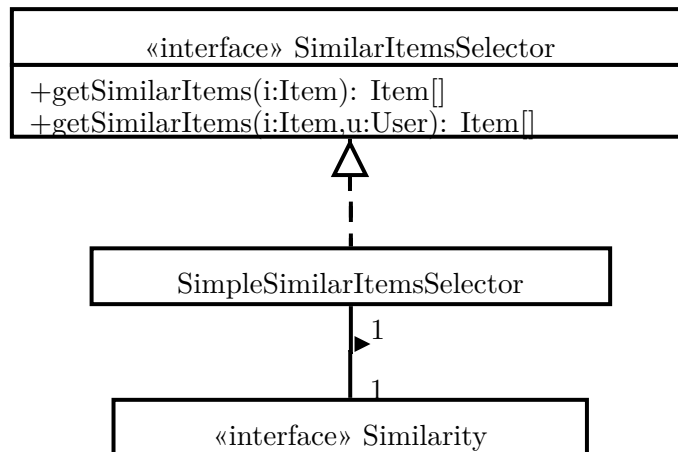 «interface» SimilarItemsSelector
+getSimilarItems(i:Item): Item[]
+getSimilarItems(i:Item,u:User): Item[]
SimpleSimilarItemsSelector
1
1
«interface» Similarity